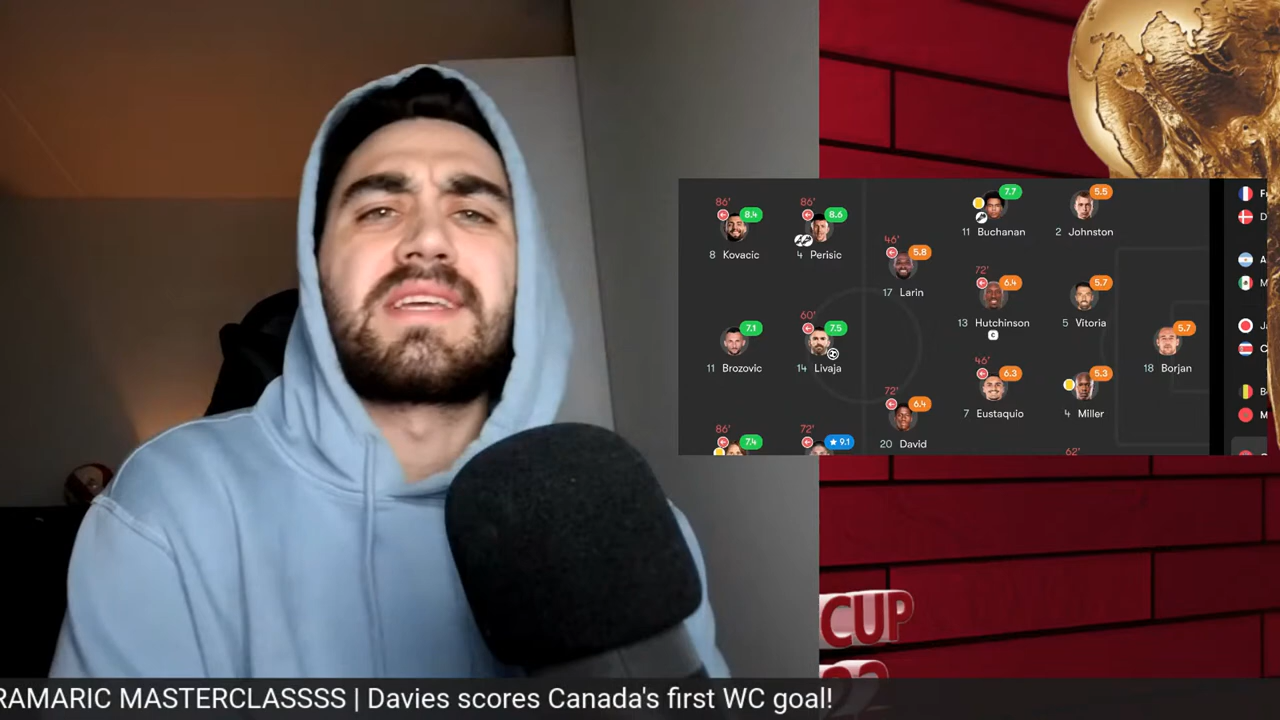 7.7
5.5
86'
86'
8.4
8.6
11 Buchanan
2 Johnston
46'
8 Kovacic
4 Perisic
5.8
72'
6.4
5.7
17 Larin
60'
13 Hutchinson
5 Vitoria
7.1
7.5
C
5.7
46'
11 Brozovic
14 Livaja
6.3
5.3
18 Borjan
72'
6.4
7 Eustaquio
4 Miller
86'
72'
7.4
9.1
20 David
62'
CUP
22
RAMARIC MASTERCLASSSS | Davies scores Canada's first WC goal!